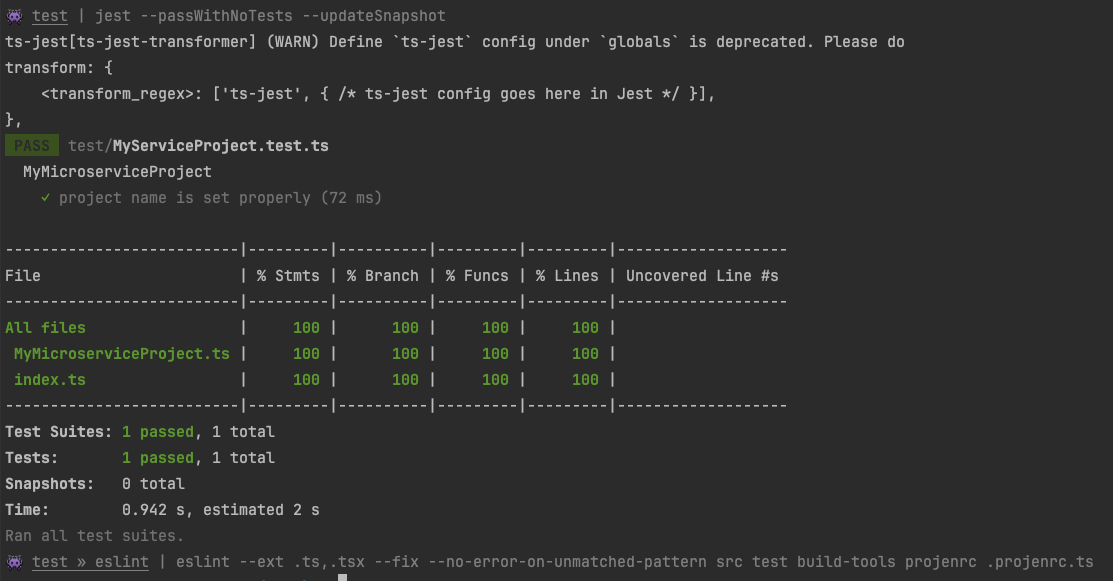 👾 test | jest --passWithNoTests --updateSnapshot
ts-jest[ts-jest-transformer] (WARN) Define `ts-jest` config under `globals` is deprecated. Please do
transform: {
    <transform_regex>: ['ts-jest', { /* ts-jest config goes here in Jest */ }],
},
PASS test/MyServiceProject.test.ts
  MyMicroserviceProject
    ✓ project name is set properly (72 ms)
--------------------------|---------|----------|---------|---------|-------------------
File                      | % Stmts | % Branch | % Funcs | % Lines | Uncovered Line #s
--------------------------|---------|----------|---------|---------|-------------------
All files                 |     100 |      100 |     100 |     100 |
 MyMicroserviceProject.ts |     100 |      100 |     100 |     100 |
 index.ts                 |     100 |      100 |     100 |     100 |
--------------------------|---------|----------|---------|---------|-------------------
Test Suites: 1 passed, 1 total
Tests:       1 passed, 1 total
Snapshots:   0 total
Time:        0.942 s, estimated 2 s
Ran all test suites.
👾 test » eslint | eslint --ext .ts,.tsx --fix --no-error-on-unmatched-pattern src test build-tools projenrc .projenrc.ts